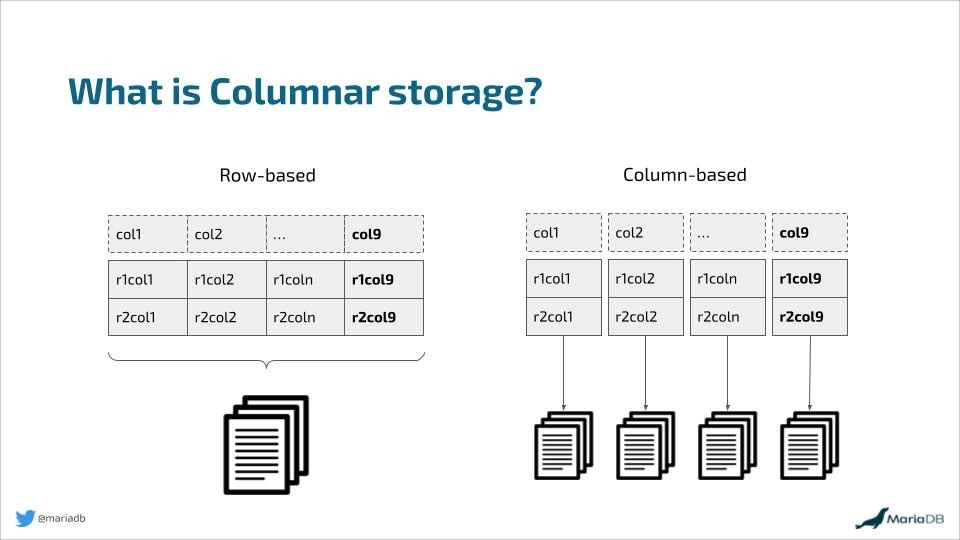 What is Columnar storage?
Row-based
col1 col2 ... col9
r1col1 r1col2 r1coln r1col9
r2col1 r2col2 r2coln r2col9
Column-based
col1 col2 ... col9
r1col1 r1col2 r1coln r1col9
r2col1 r2col2 r2coln r2col9
@mariadb
MariaDB